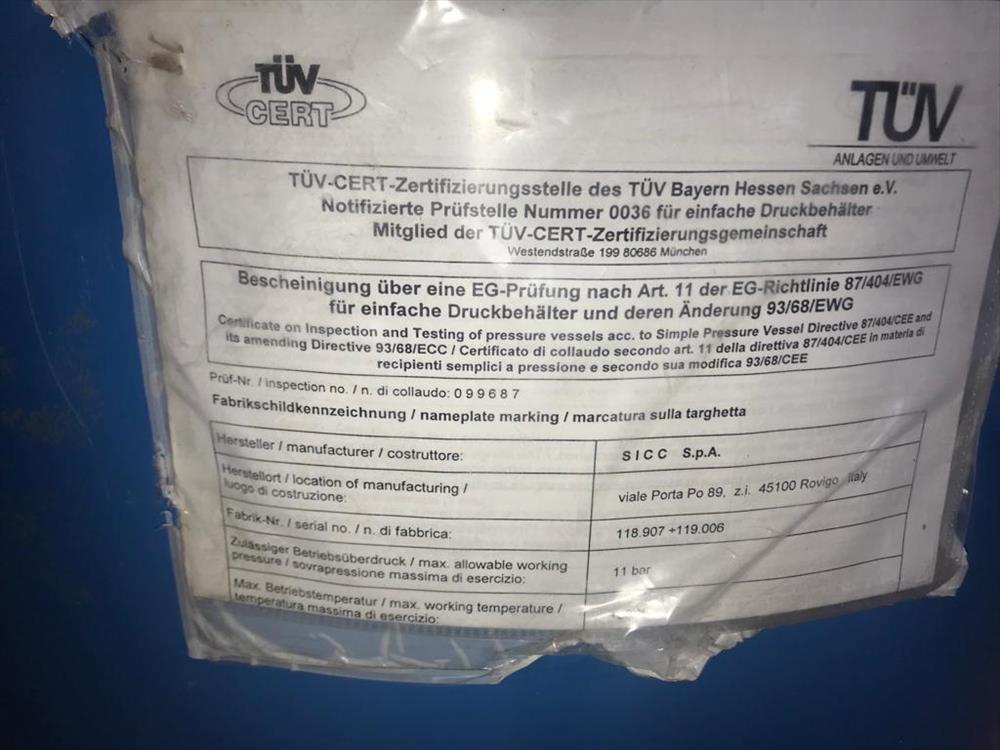 TÜV
CERT
TÜV
ANLAGEN UND UMWELT
TÜV-CERT-Zertifizierungsstelle des TÜV Bayern Hessen Sachsen e.V.
Notifizierte Prüfstelle Nummer 0036 für einfache Druckbehälter
Mitglied der TÜV-CERT-Zertifizierungsgemeinschaft
Westendstraße 199 80686 München
Bescheinigung über eine EG-Prüfung nach Art. 11 der EG-Richtlinie 87/404/EWG
für einfache Druckbehälter und deren Änderung 93/68/EWG
Certificate on Inspection and Testing of pressure vessels acc. to Simple Pressure Vessel Directive 87/404/CEE and
its amending Directive 93/68/ECC / Certificato di collaudo secondo art. 11 della direttiva 87/404/CEE in materia di
recipienti semplici a pressione e secondo sua modifica 93/68/CEE
Prüf-Nr. / inspection no. / n. di collaudo: 0 9 9 6 8 7
Fabrikschildkennzeichnung / nameplate marking / marcatura sulla targhetta
Hersteller / manufacturer / costruttore: SICC S.p.A.
Herstellort / location of manufacturing /
luogo di costruzione: viale Porta Po 89, z.i. 45100 Rovigo Italy
Fabrik-Nr. / serial no. / n. di fabbrica: 118.907 ÷119.006
Zulässiger Betriebsüberdruck / max. allowable working
pressure / sovrapressione massima di esercizio: 11 bar
Max. Betriebstemperatur / max. working temperature /
temperatura massima di esercizio: